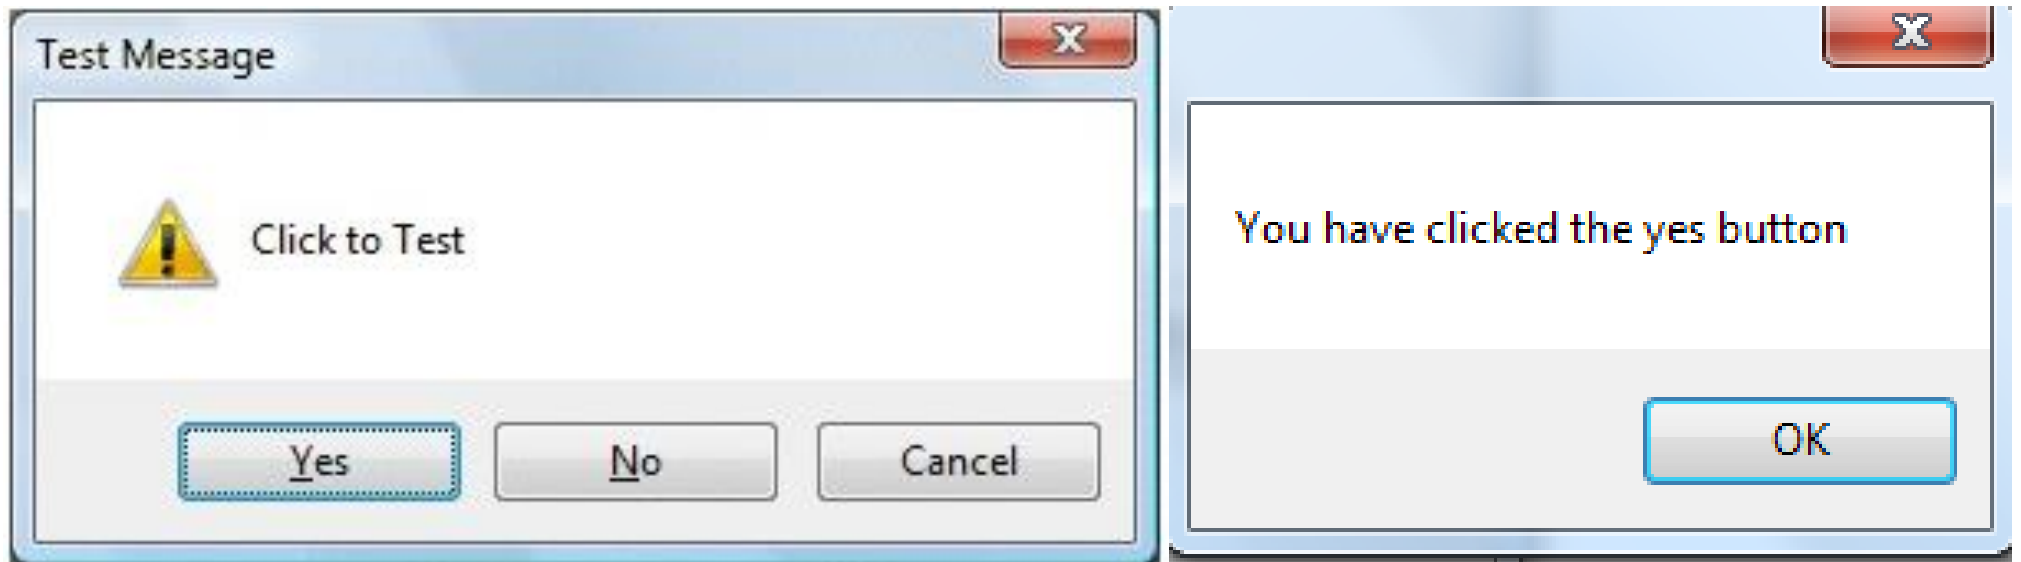 Test Message
Click to Test
Yes
No
Cancel
You have clicked the yes button
OK